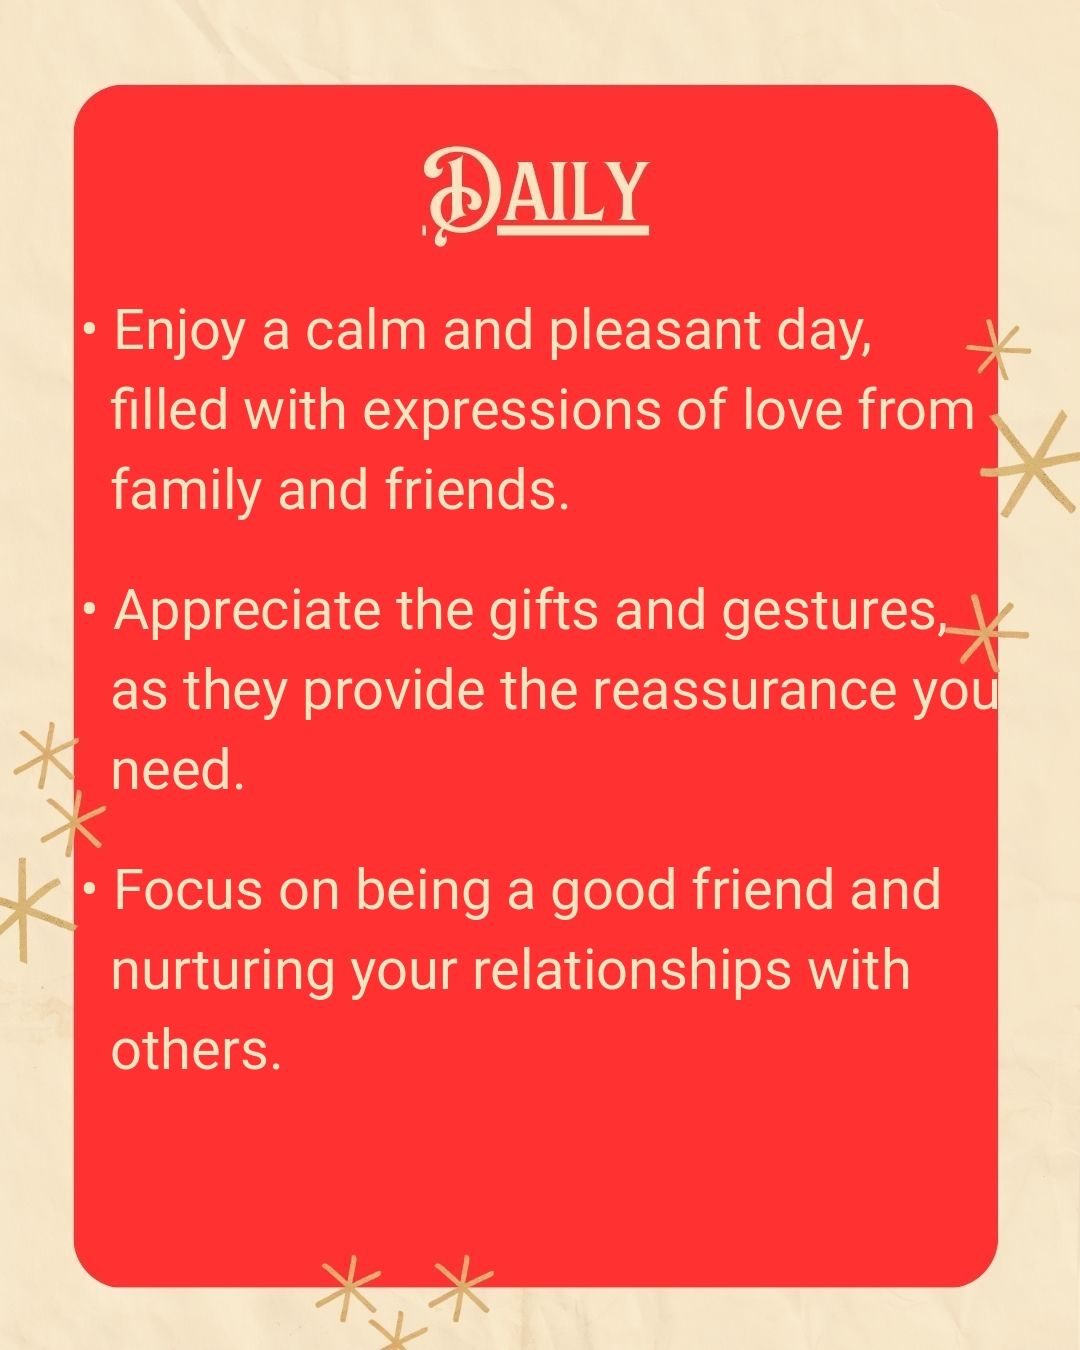 Daily
• Enjoy a calm and pleasant day,
filled with expressions of love from
family and friends.
• Appreciate the gifts and gestures,
as they provide the reassurance you
need.
• Focus on being a good friend and
nurturing your relationships with
others.